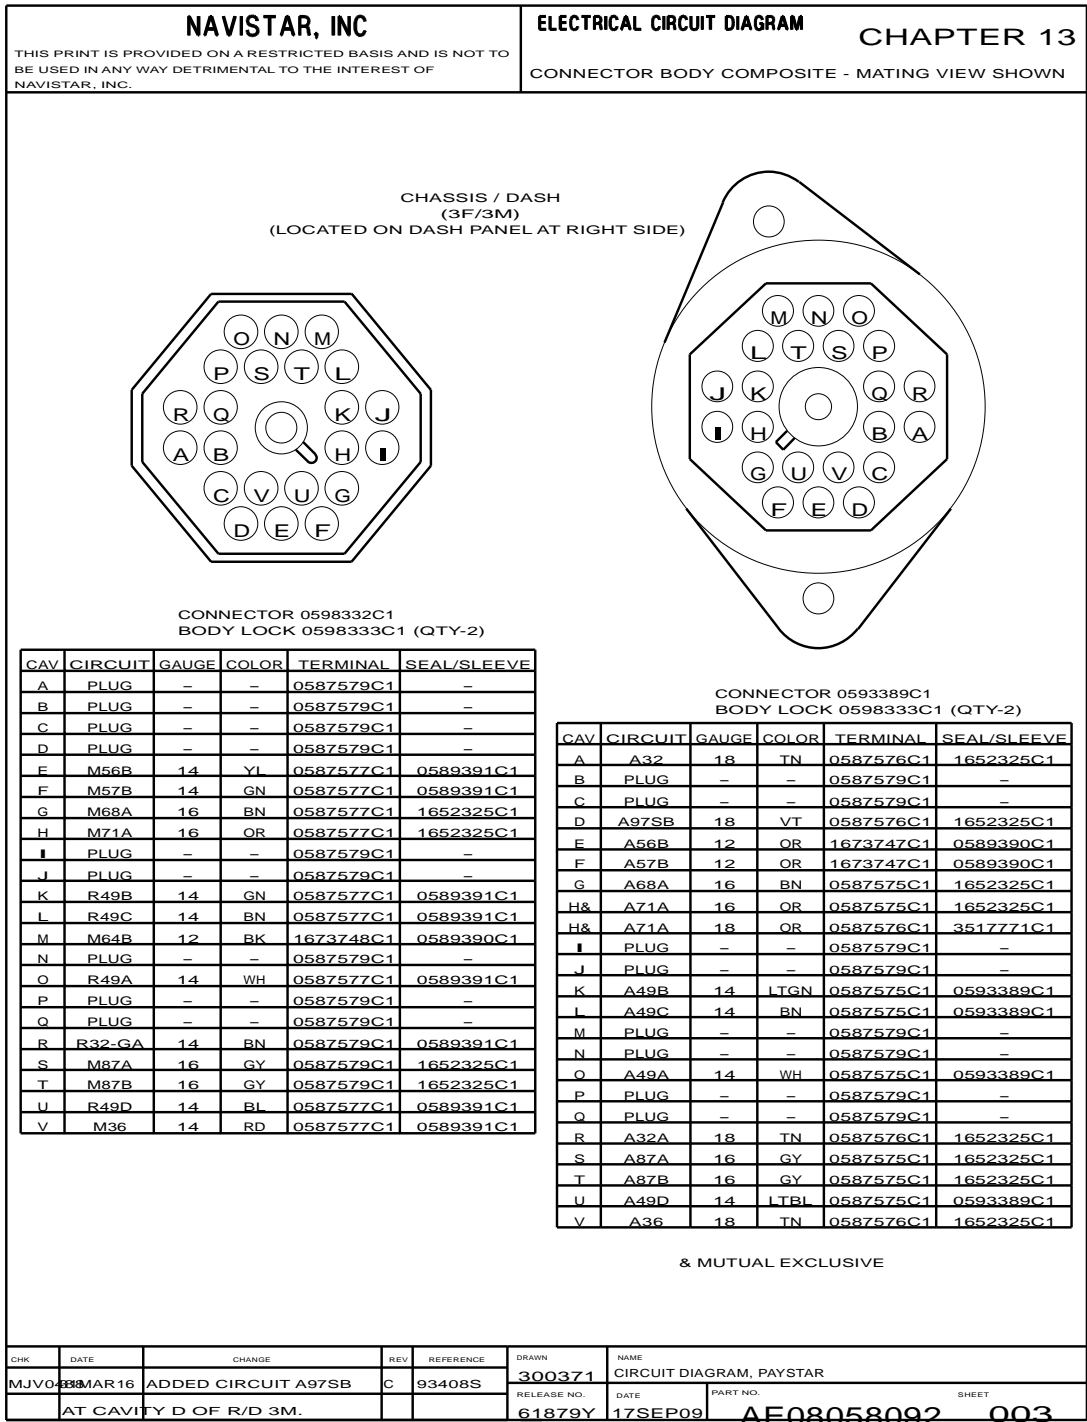 NAVISTAR, INC
THIS PRINT IS PROVIDED ON A RESTRICTED BASIS AND IS NOT TO
BE USED IN ANY WAY DETRIMENTAL TO THE INTEREST OF
NAVISTAR, INC.
ELECTRICAL CIRCUIT DIAGRAM
CHAPTER 13
CONNECTOR BODY COMPOSITE - MATING VIEW SHOWN
CHASSIS / DASH
(3F/3M)
(LOCATED ON DASH PANEL AT RIGHT SIDE)
O N M
P S T L
R Q K J
A B H I
C V U G
D E F
M N O
L T S P
J K Q R
I H B A
G U V C
F E D
CONNECTOR 0598332C1
BODY LOCK 0598333C1 (QTY-2)
CAV CIRCUIT GAUGE COLOR TERMINAL SEAL/SLEEVE
A PLUG – – 0587579C1 –
B PLUG – – 0587579C1 –
C PLUG – – 0587579C1 –
D PLUG – – 0587579C1 –
E M56B 14 YL 0587577C1 0589391C1
F M57B 14 GN 0587577C1 0589391C1
G M68A 16 BN 0587577C1 1652325C1
H M71A 16 OR 0587577C1 1652325C1
I PLUG – – 0587579C1 –
J PLUG – – 0587579C1 –
K R49B 14 GN 0587577C1 0589391C1
L R49C 14 BN 0587577C1 0589391C1
M M64B 12 BK 1673748C1 0589390C1
N PLUG – – 0587579C1 –
O R49A 14 WH 0587577C1 0589391C1
P PLUG – – 0587579C1 –
Q PLUG – – 0587579C1 –
R R32-GA 14 BN 0587579C1 0589391C1
S M87A 16 GY 0587579C1 1652325C1
T M87B 16 GY 0587579C1 1652325C1
U R49D 14 BL 0587577C1 0589391C1
V M36 14 RD 0587577C1 0589391C1
CONNECTOR 0593389C1
BODY LOCK 0598333C1 (QTY-2)
CAV CIRCUIT GAUGE COLOR TERMINAL SEAL/SLEEVE
A A32 18 TN 0587576C1 1652325C1
B PLUG – – 0587579C1 –
C PLUG – – 0587579C1 –
D A97SB 18 VT 0587576C1 1652325C1
E A56B 12 OR 1673747C1 0589390C1
F A57B 12 OR 1673747C1 0589390C1
G A68A 16 BN 0587575C1 1652325C1
H& A71A 16 OR 0587575C1 1652325C1
H& A71A 18 OR 0587576C1 3517771C1
I PLUG – – 0587579C1 –
J PLUG – – 0587579C1 –
K A49B 14 LTGN 0587575C1 0593389C1
L A49C 14 BN 0587575C1 0593389C1
M PLUG – – 0587579C1 –
N PLUG – – 0587579C1 –
O A49A 14 WH 0587575C1 0593389C1
P PLUG – – 0587579C1 –
Q PLUG – – 0587579C1 –
R A32A 18 TN 0587576C1 1652325C1
S A87A 16 GY 0587575C1 1652325C1
T A87B 16 GY 0587575C1 1652325C1
U A49D 14 LTBL 0587575C1 0593389C1
V A36 18 TN 0587576C1 1652325C1
& MUTUAL EXCLUSIVE
CHK DATE CHANGE REV REFERENCE
ADDED CIRCUIT A97SB C 93408S
AT CAVITY D OF R/D 3M.
DRAWN 300371
NAME CIRCUIT DIAGRAM, PAYSTAR
RELEASE NO. 61879Y
DATE 17SEP09
PART NO. AF08058092
SHEET 003